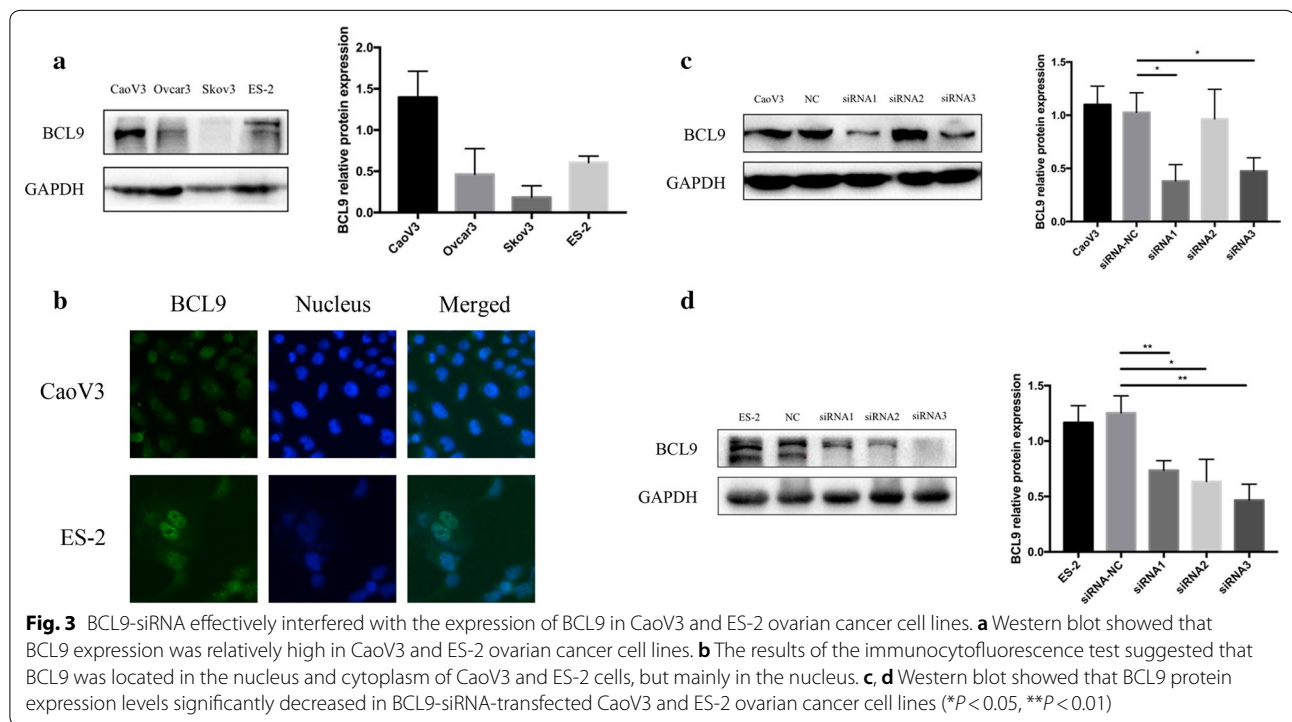 a
CaoV3 Ovcar3 Skov3 ES-2
BCL9
GAPDH
BCL9 relative protein expression
2.0
1.5
1.0
0.5
0.0
CaoV3
Ovcar3
Skov3
ES-2
c
CaoV3 NC siRNA1 siRNA2 siRNA3
BCL9
GAPDH
BCL9 relative protein expression
1.5
1.0
0.5
0.0
*
*
CaoV3
siRNA-NC
siRNA1
siRNA2
siRNA3
b
BCL9 Nucleus Merged
CaoV3
ES-2
d
ES-2 NC siRNA1 siRNA2 siRNA3
BCL9
GAPDH
BCL9 relative protein expression
1.5
1.0
0.5
0.0
**
*
**
ES-2
siRNA-NC
siRNA1
siRNA2
siRNA3
Fig. 3 BCL9-siRNA effectively interfered with the expression of BCL9 in CaoV3 and ES-2 ovarian cancer cell lines. a Western blot showed that
BCL9 expression was relatively high in CaoV3 and ES-2 ovarian cancer cell lines. b The results of the immunocytofluorescence test suggested that
BCL9 was located in the nucleus and cytoplasm of CaoV3 and ES-2 cells, but mainly in the nucleus. c, d Western blot showed that BCL9 protein
expression levels significantly decreased in BCL9-siRNA-transfected CaoV3 and ES-2 ovarian cancer cell lines (*P < 0.05, **P < 0.01)